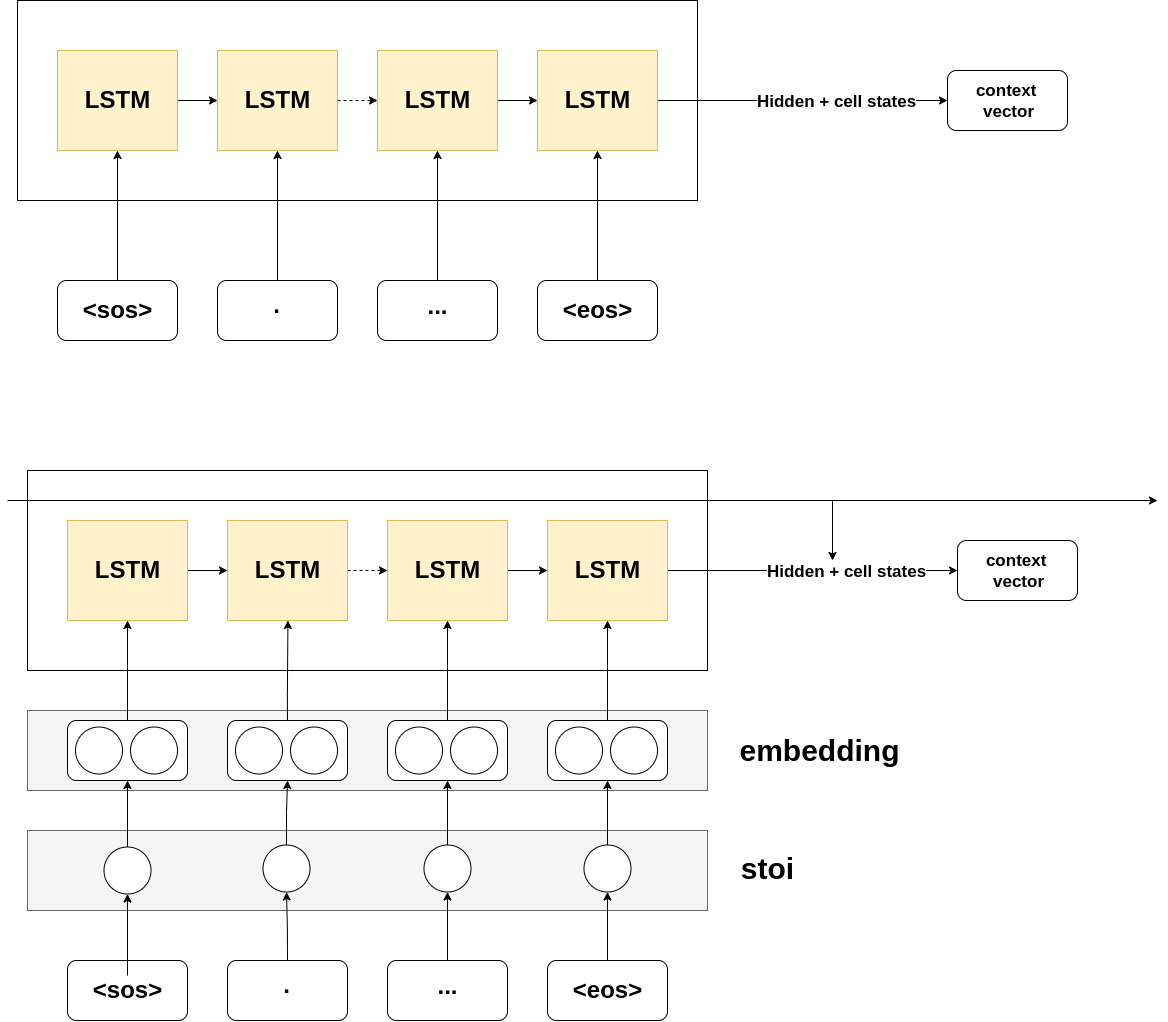 LSTM LSTM LSTM LSTM
Hidden + cell states
context
vector
<sos> . ... <eos>
LSTM LSTM LSTM LSTM
Hidden + cell states
context
vector
embedding
stoi
<sos> . ... <eos>